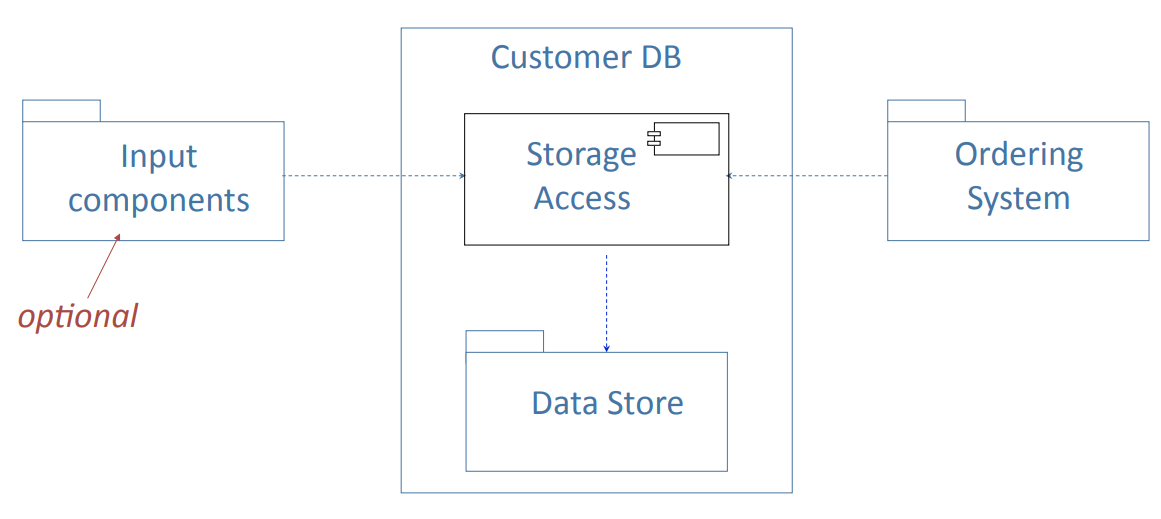 Customer DB
Input
components
Storage
Access
Ordering
System
optional
Data Store